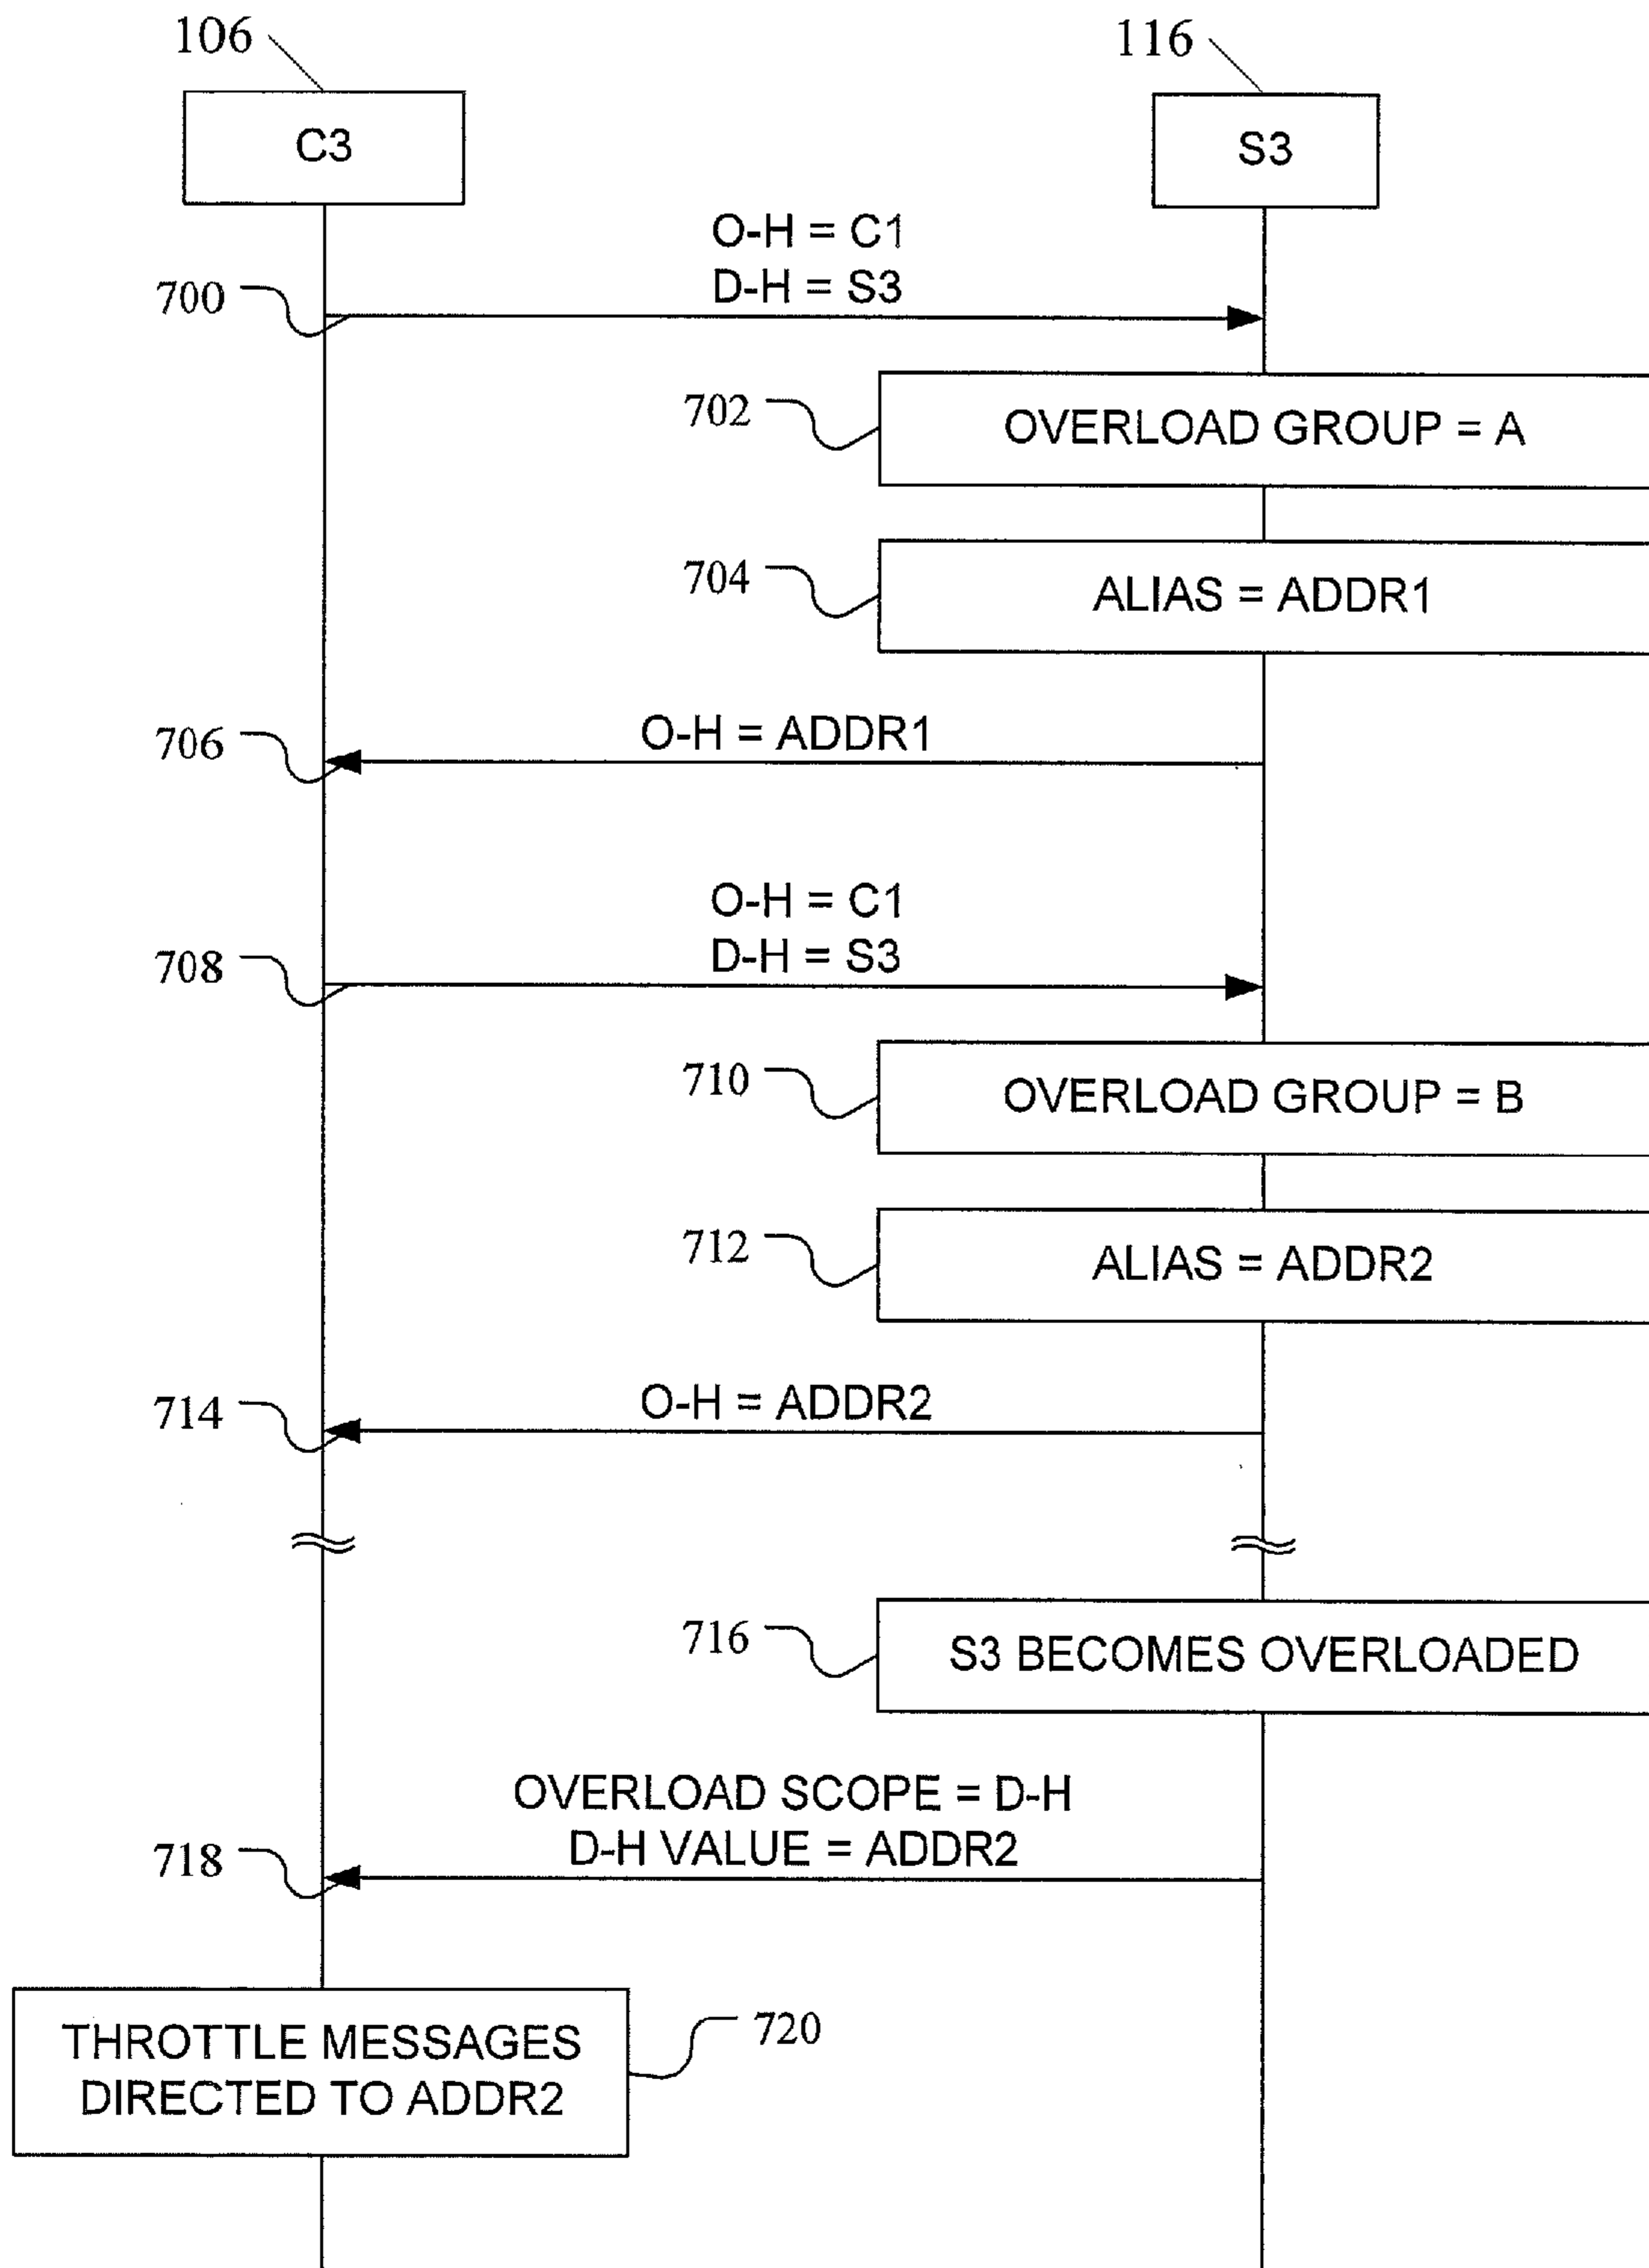 106
116
C3
S3
O-H = C1
D-H = S3
700
702
OVERLOAD GROUP = A
704
ALIAS = ADDR1
706
O-H = ADDR1
O-H = C1
D-H = S3
708
710
OVERLOAD GROUP = B
712
ALIAS = ADDR2
714
O-H = ADDR2
716
S3 BECOMES OVERLOADED
OVERLOAD SCOPE = D-H
D-H VALUE = ADDR2
718
THROTTLE MESSAGES
DIRECTED TO ADDR2
720